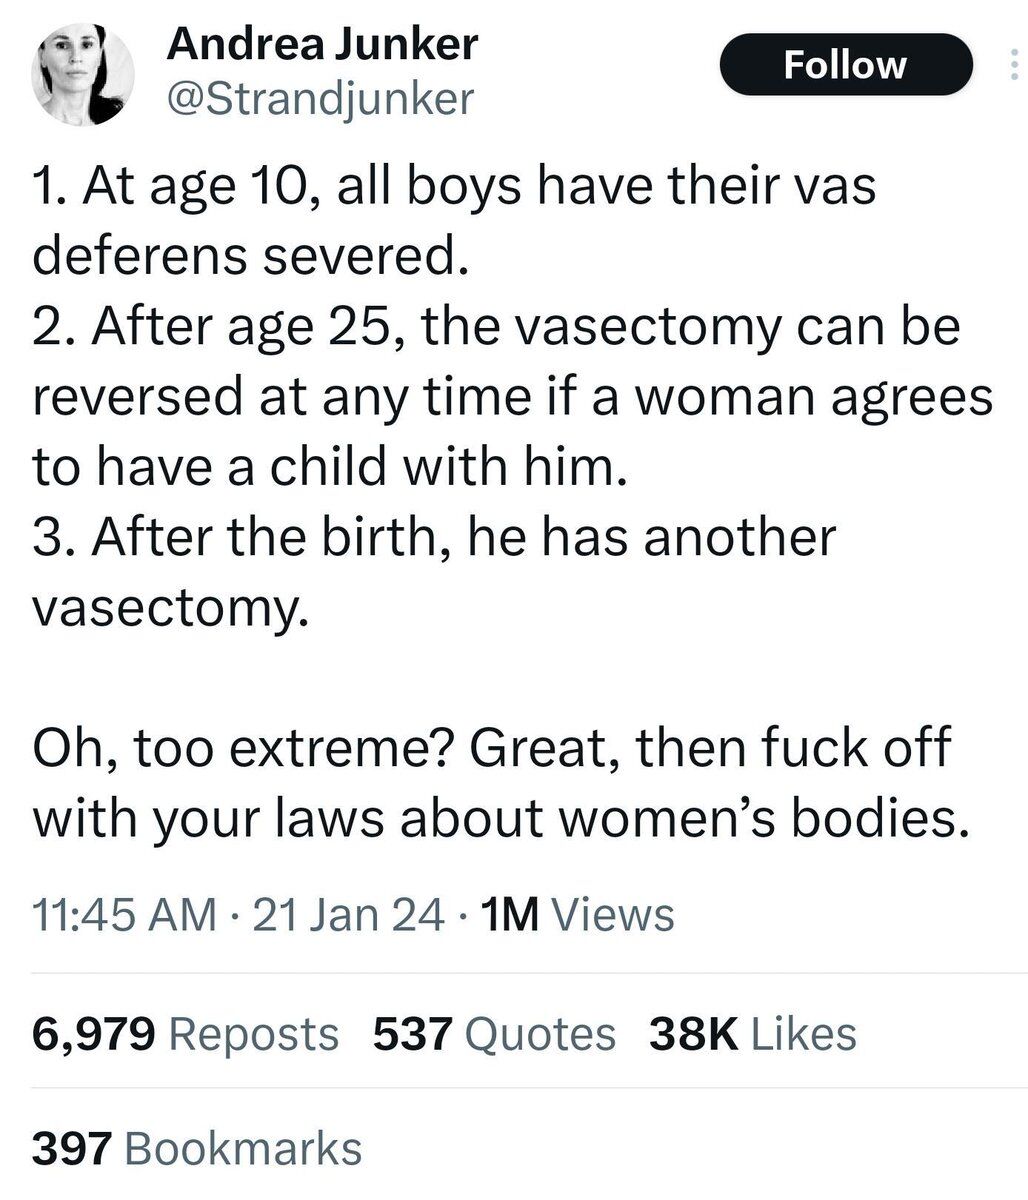 Andrea Junker
@Strandjunker
Follow
1. At age 10, all boys have their vas
deferens severed.
2. After age 25, the vasectomy can be
reversed at any time if a woman agrees
to have a child with him.
3. After the birth, he has another
vasectomy.
Oh, too extreme? Great, then fuck off
with your laws about women’s bodies.
11:45 AM · 21 Jan 24 · 1M Views
6,979 Reposts 537 Quotes 38K Likes
397 Bookmarks